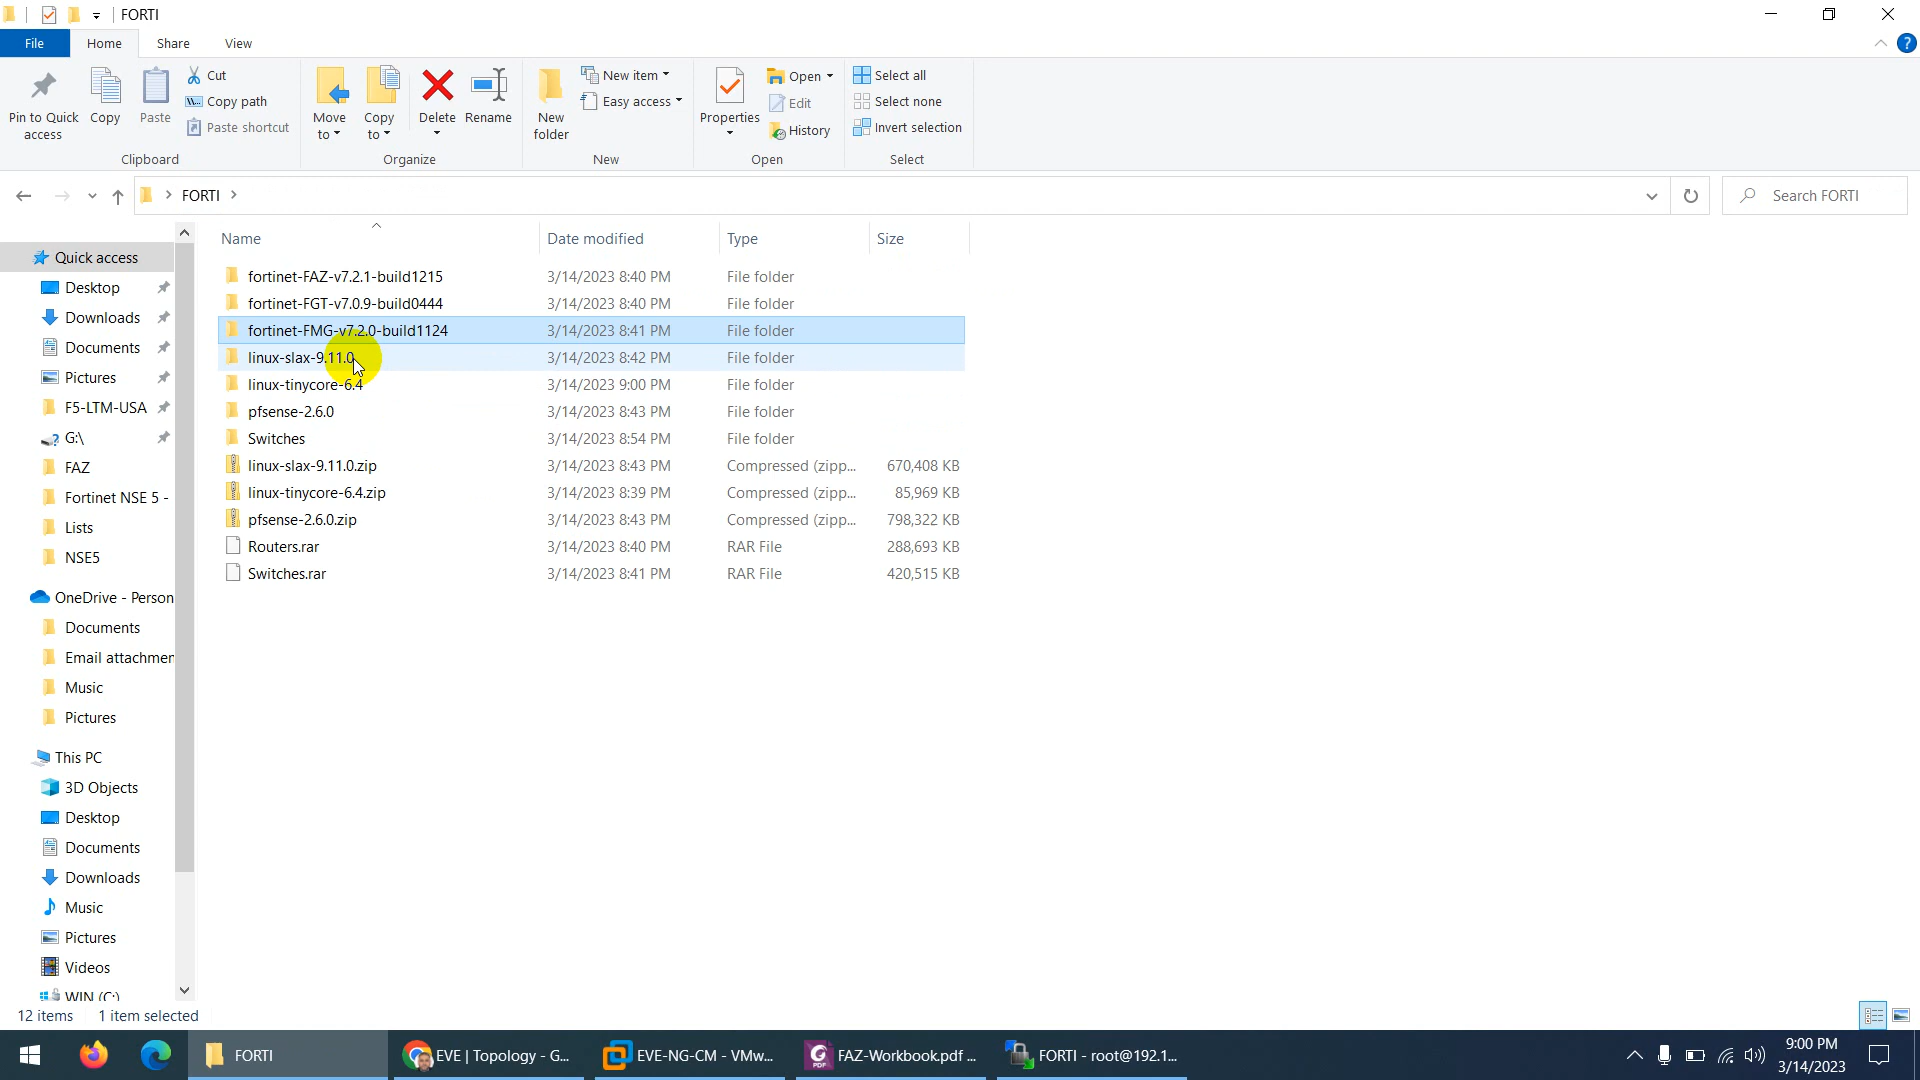 FORTI
File Home Share View
Pin to Quick access
Copy
Paste
Cut
Copy path
Paste shortcut
Clipboard
Move to
Copy to
Delete
Rename
Organize
New folder
New item
Easy access
New
Properties
Open
Edit
History
Open
Select all
Select none
Invert selection
Select
FORTI
Search FORTI
Name Date modified Type Size
fortinet-FAZ-v7.2.1-build1215 3/14/2023 8:40 PM File folder
fortinet-FGT-v7.0.9-build0444 3/14/2023 8:40 PM File folder
fortinet-FMG-v7.2.0-build1124 3/14/2023 8:41 PM File folder
linux-slax-9.11.0 3/14/2023 8:42 PM File folder
linux-tinycore-6.4 3/14/2023 9:00 PM File folder
pfsense-2.6.0 3/14/2023 8:43 PM File folder
Switches 3/14/2023 8:54 PM File folder
linux-slax-9.11.0.zip 3/14/2023 8:43 PM Compressed (zipp... 670,408 KB
linux-tinycore-6.4.zip 3/14/2023 8:39 PM Compressed (zipp... 85,969 KB
pfsense-2.6.0.zip 3/14/2023 8:43 PM Compressed (zipp... 798,322 KB
Routers.rar 3/14/2023 8:40 PM RAR File 288,693 KB
Switches.rar 3/14/2023 8:41 PM RAR File 420,515 KB
Quick access
Desktop
Downloads
Documents
Pictures
F5-LTM-USA
G:\
FAZ
Fortinet NSE 5 -
Lists
NSE5
OneDrive - Person
Documents
Email attachmen
Music
Pictures
This PC
3D Objects
Desktop
Documents
Downloads
Music
Pictures
Videos
WIN (C:)
12 items 1 item selected
FORTI
EVE | Topology - G...
EVE-NG-CM - VMw...
FAZ-Workbook.pdf ...
FORTI - root@192.1...
9:00 PM
3/14/2023